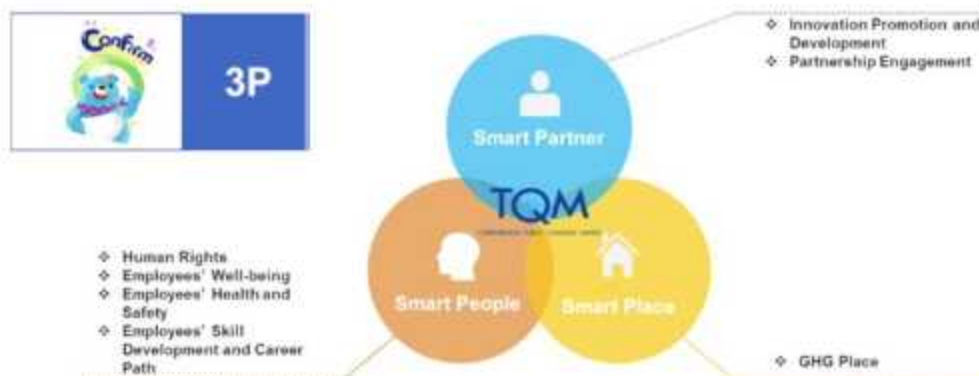 Confirm
3P
❖ Innovation Promotion and
Development
❖ Partnership Engagement
Smart Partner
TQM
❖ Human Rights
❖ Employees' Well-being
❖ Employees' Health and
Safety
❖ Employees' Skill
Development and Career
Path
Smart People
Smart Place
❖ GHG Place